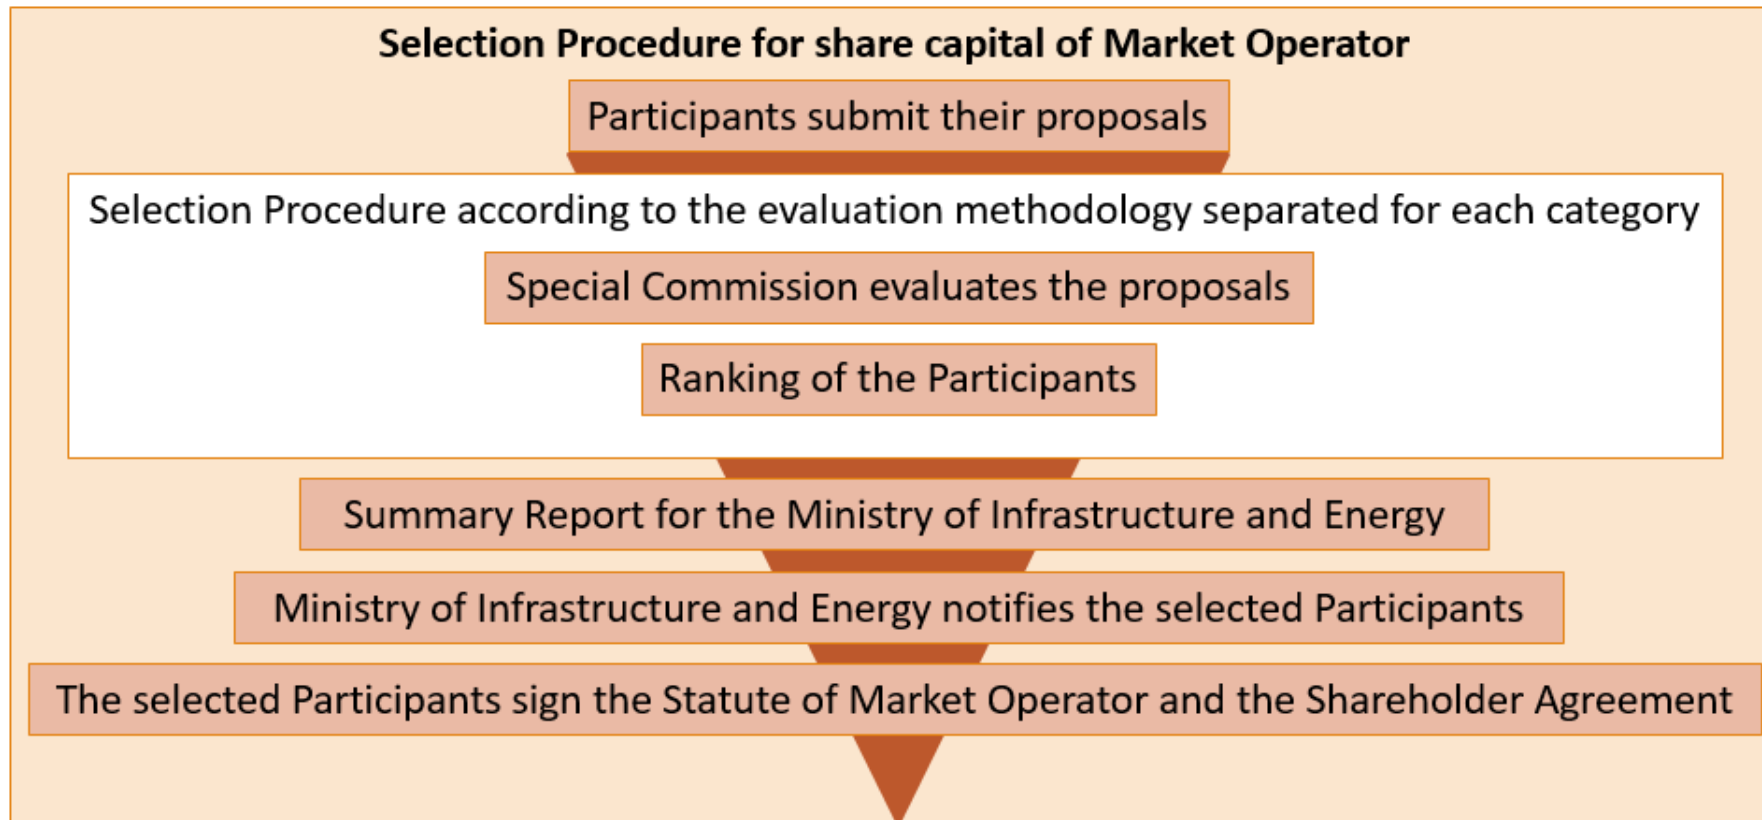 Selection Procedure for share capital of Market Operator
Participants submit their proposals
Selection Procedure according to the evaluation methodology separated for each category
Special Commission evaluates the proposals
Ranking of the Participants
Summary Report for the Ministry of Infrastructure and Energy
Ministry of Infrastructure and Energy notifies the selected Participants
The selected Participants sign the Statute of Market Operator and the Shareholder Agreement